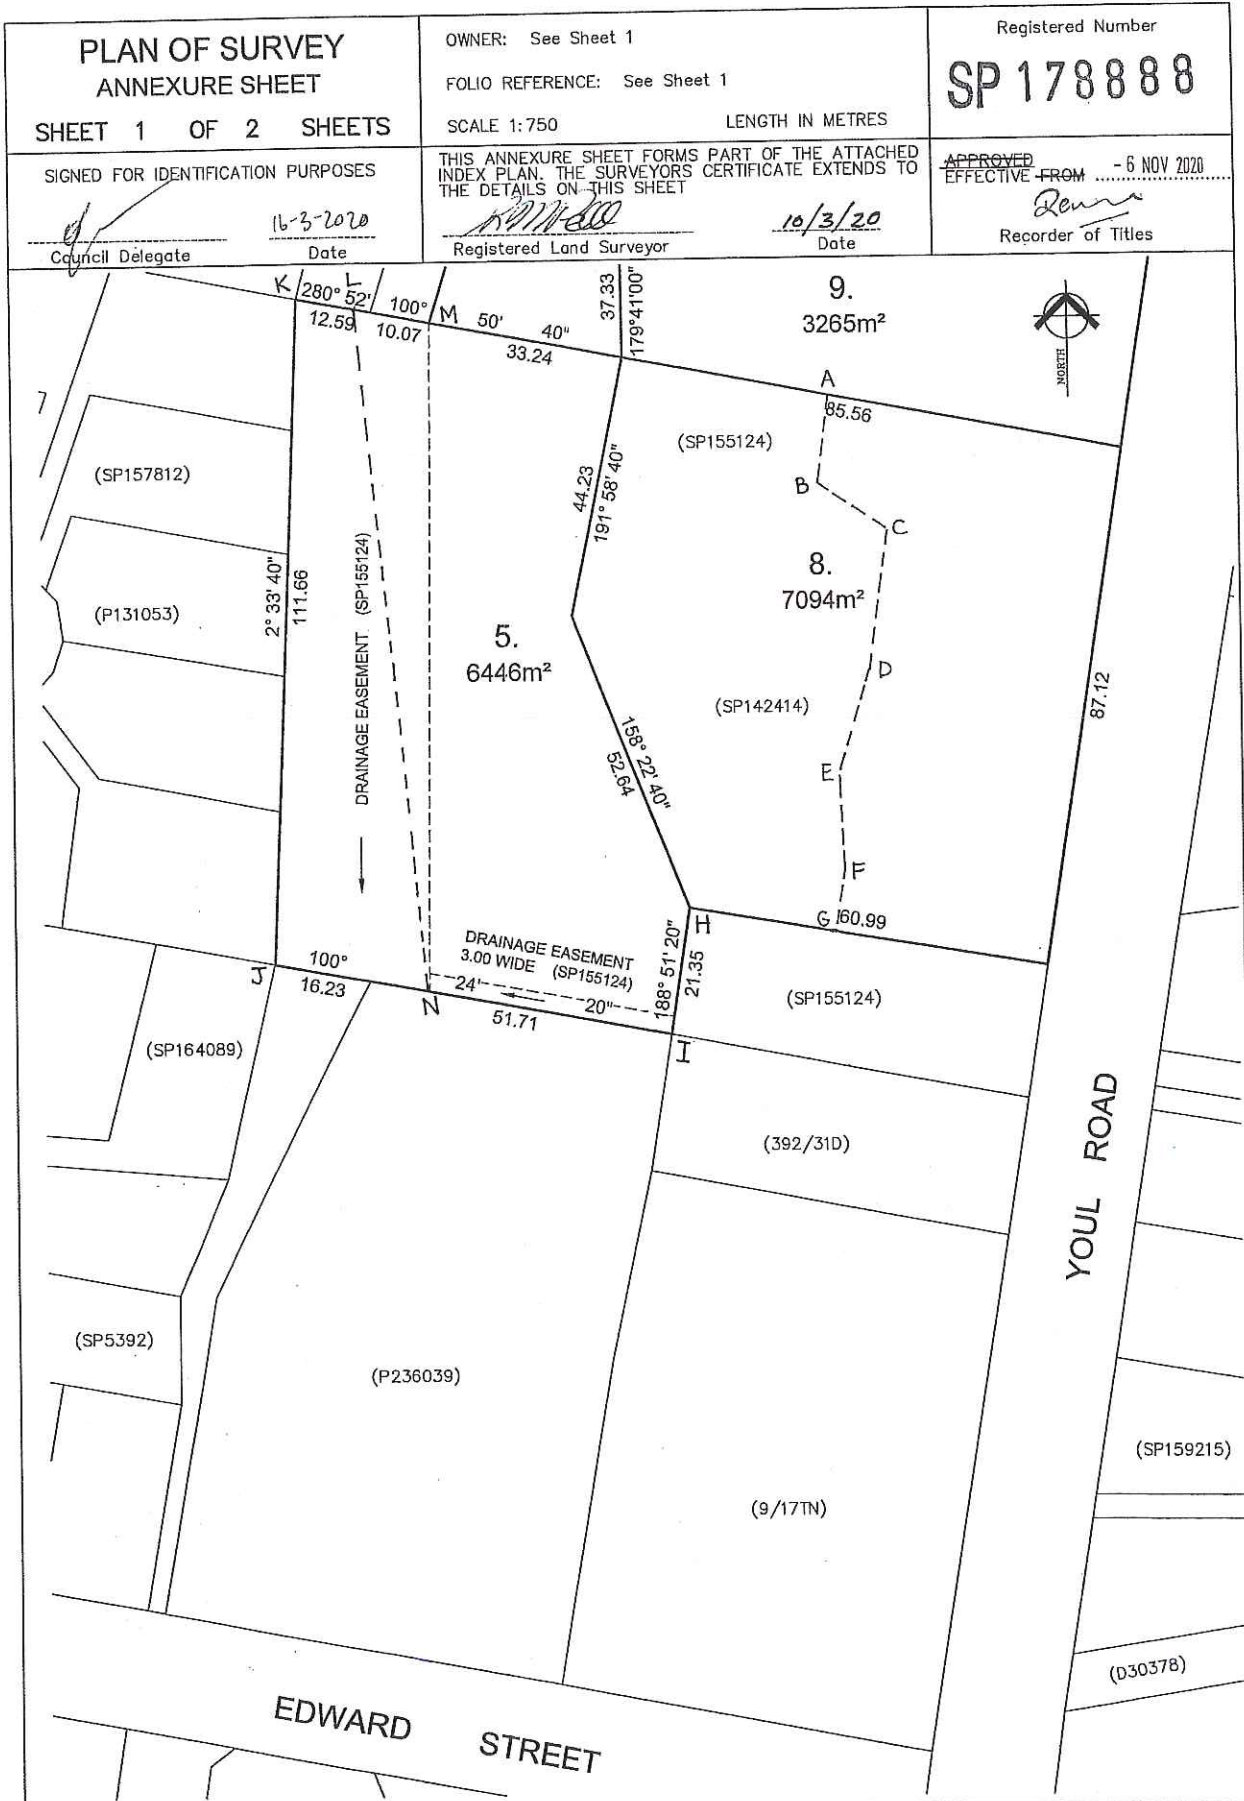 PLAN OF SURVEY
ANNEXURE SHEET
SHEET 1 OF 2 SHEETS
OWNER: See Sheet 1
FOLIO REFERENCE: See Sheet 1
SCALE 1:750 LENGTH IN METRES
Registered Number
SP 178888
SIGNED FOR IDENTIFICATION PURPOSES
16-3-2020
Council Delegate Date
THIS ANNEXURE SHEET FORMS PART OF THE ATTACHED
INDEX PLAN. THE SURVEYORS CERTIFICATE EXTENDS TO
THE DETAILS ON THIS SHEET
10/3/20
Registered Land Surveyor Date
APPROVED
EFFECTIVE FROM - 6 NOV 2020
Recorder of Titles
K
280° 52'
L
100°
M
50'
40"
12.59
10.07
33.24
37.33
179°41'00"
9.
3265m²
NORTH
A
85.56
7
(SP157812)
(SP155124)
B
C
44.23
191° 58' 40"
8.
7094m²
2° 33' 40"
111.66
DRAINAGE EASEMENT (SP155124)
(P131053)
5.
6446m²
D
(SP142414)
87.12
158° 22' 40"
52.64
E
F
G
60.99
H
188° 51' 20"
21.35
DRAINAGE EASEMENT
3.00 WIDE (SP155124)
J
100°
16.23
24'
20"
N
51.71
I
(SP155124)
(SP164089)
(392/31D)
YOUL ROAD
(SP5392)
(P236039)
(SP159215)
(9/17TN)
(D30378)
EDWARD STREET